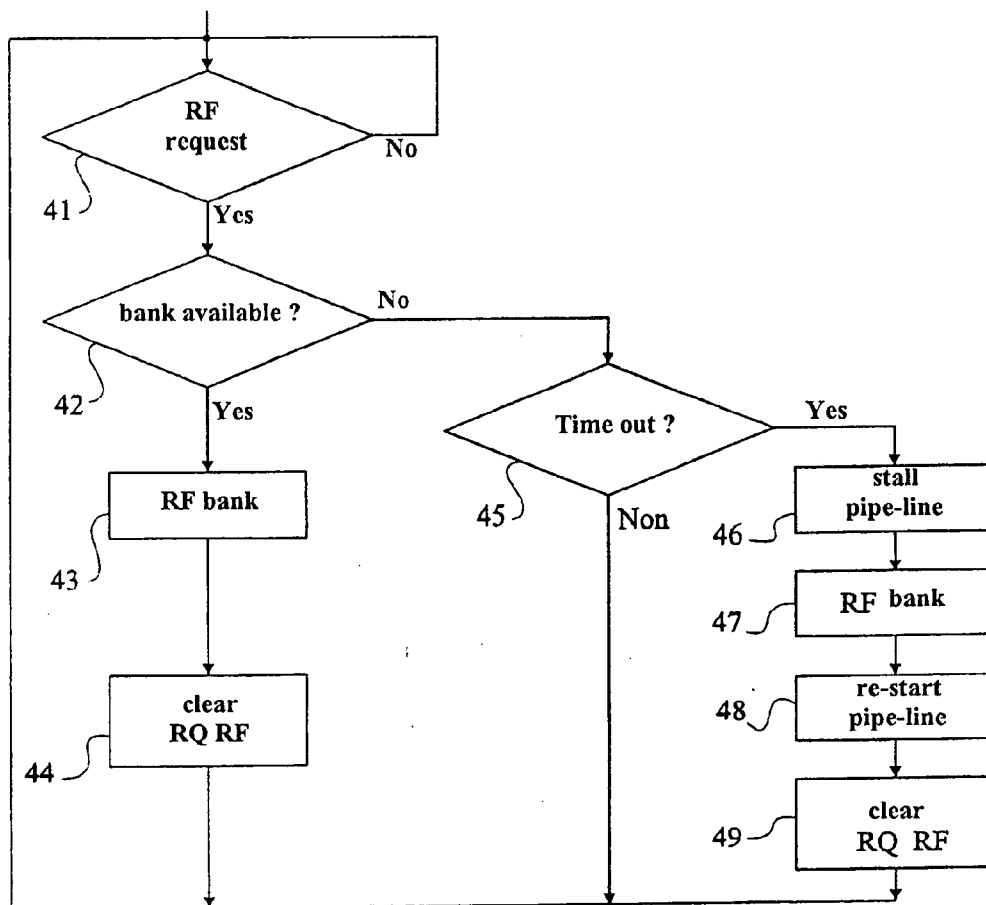 RF
request
No
41
Yes
bank available ?
No
42
Yes
Time out ?
Yes
45
Non
RF bank
43
stall
pipe-line
46
RF bank
47
clear
RQ RF
44
re-start
pipe-line
48
clear
RQ RF
49